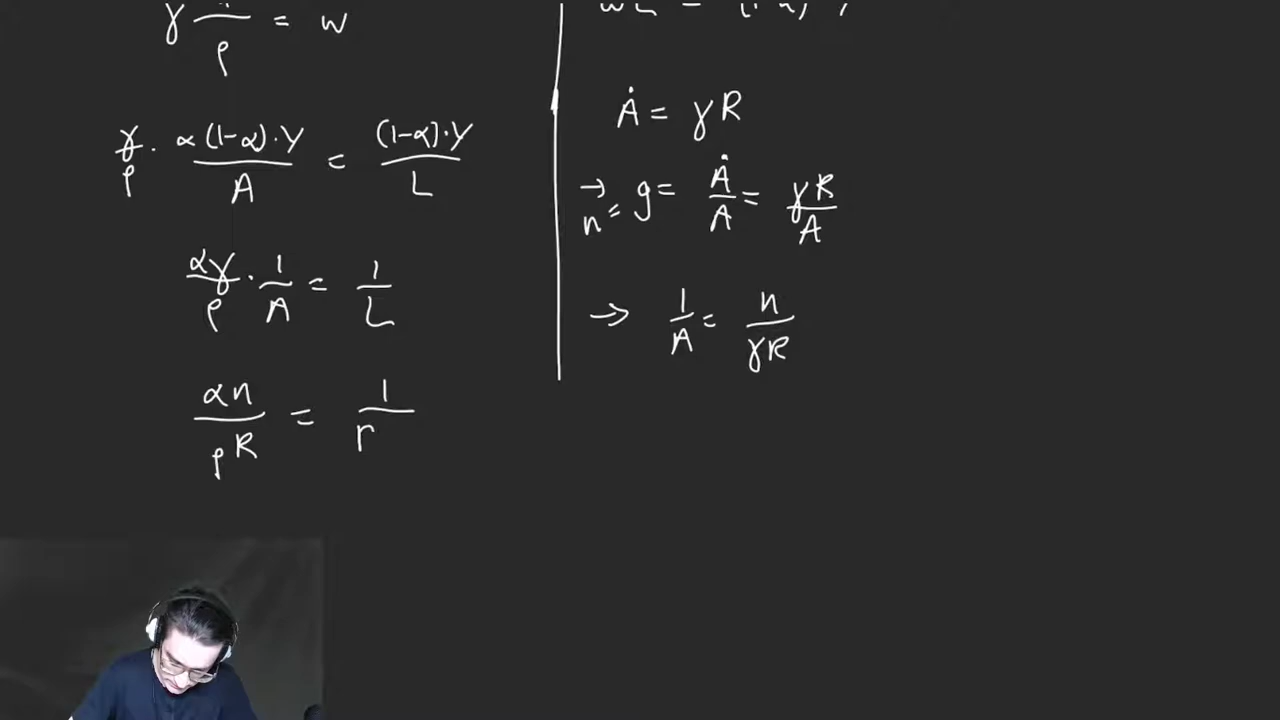 γ / ρ = w
γ/ρ · α(1-α)·Y / A = (1-α)·Y / L
αγ/ρ · 1/A = 1/L
αn / ρR = 1 / r
Ȧ = γR
→ n = g = Ȧ/A = γR/A
→ 1/A = n/γR